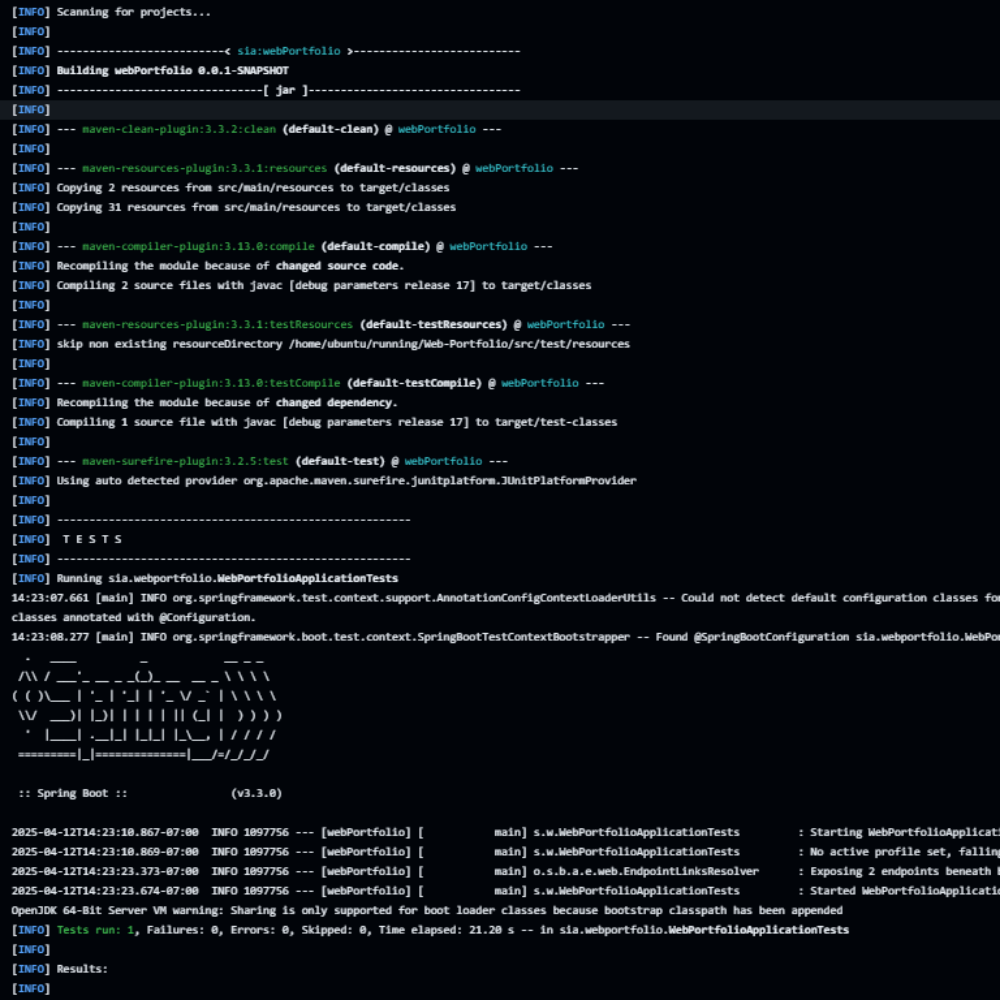 [INFO] Scanning for projects...
[INFO]
[INFO] --------------------------< sia:webPortfolio >--------------------------
[INFO] Building webPortfolio 0.0.1-SNAPSHOT
[INFO] --------------------------------[ jar ]---------------------------------
[INFO]
[INFO] --- maven-clean-plugin:3.3.2:clean (default-clean) @ webPortfolio ---
[INFO]
[INFO] --- maven-resources-plugin:3.3.1:resources (default-resources) @ webPortfolio ---
[INFO] Copying 2 resources from src/main/resources to target/classes
[INFO] Copying 31 resources from src/main/resources to target/classes
[INFO]
[INFO] --- maven-compiler-plugin:3.13.0:compile (default-compile) @ webPortfolio ---
[INFO] Recompiling the module because of changed source code.
[INFO] Compiling 2 source files with javac [debug parameters release 17] to target/classes
[INFO]
[INFO] --- maven-resources-plugin:3.3.1:testResources (default-testResources) @ webPortfolio ---
[INFO] skip non existing resourceDirectory /home/ubuntu/running/Web-Portfolio/src/test/resources
[INFO]
[INFO] --- maven-compiler-plugin:3.13.0:testCompile (default-testCompile) @ webPortfolio ---
[INFO] Recompiling the module because of changed dependency.
[INFO] Compiling 1 source file with javac [debug parameters release 17] to target/test-classes
[INFO]
[INFO] --- maven-surefire-plugin:3.2.5:test (default-test) @ webPortfolio ---
[INFO] Using auto detected provider org.apache.maven.surefire.junitplatform.JUnitPlatformProvider
[INFO]
[INFO] -------------------------------------------------------
[INFO]  T E S T S
[INFO] -------------------------------------------------------
[INFO] Running sia.webportfolio.WebPortfolioApplicationTests
14:23:07.661 [main] INFO org.springframework.test.context.support.AnnotationConfigContextLoaderUtils -- Could not detect default configuration classes fo
classes annotated with @Configuration.
14:23:08.277 [main] INFO org.springframework.boot.test.context.SpringBootTestContextBootstrapper -- Found @SpringBootConfiguration sia.webportfolio.WebPo
  .   ____          _            __ _ _
 /\\ / ___'_ __ _ _(_)_ __  __ _ \ \ \ \
( ( )\___ | '_ | '_| | '_ \/ _` | \ \ \ \
 \\/  ___)| |_)| | | | | || (_| |  ) ) ) )
  '  |____| .__|_| |_|_| |_\__, | / / / /
 =========|_|==============|___/=/_/_/_/
 :: Spring Boot ::                (v3.3.0)
2025-04-12T14:23:10.867-07:00  INFO 1097756 --- [webPortfolio] [           main] s.w.WebPortfolioApplicationTests         : Starting WebPortfolioApplicati
2025-04-12T14:23:10.869-07:00  INFO 1097756 --- [webPortfolio] [           main] s.w.WebPortfolioApplicationTests         : No active profile set, falling
2025-04-12T14:23:23.373-07:00  INFO 1097756 --- [webPortfolio] [           main] o.s.b.a.e.web.EndpointLinksResolver      : Exposing 2 endpoints beneath
2025-04-12T14:23:23.674-07:00  INFO 1097756 --- [webPortfolio] [           main] s.w.WebPortfolioApplicationTests         : Started WebPortfolioApplication
OpenJDK 64-Bit Server VM warning: Sharing is only supported for boot loader classes because bootstrap classpath has been appended
[INFO] Tests run: 1, Failures: 0, Errors: 0, Skipped: 0, Time elapsed: 21.20 s -- in sia.webportfolio.WebPortfolioApplicationTests
[INFO]
[INFO] Results:
[INFO]